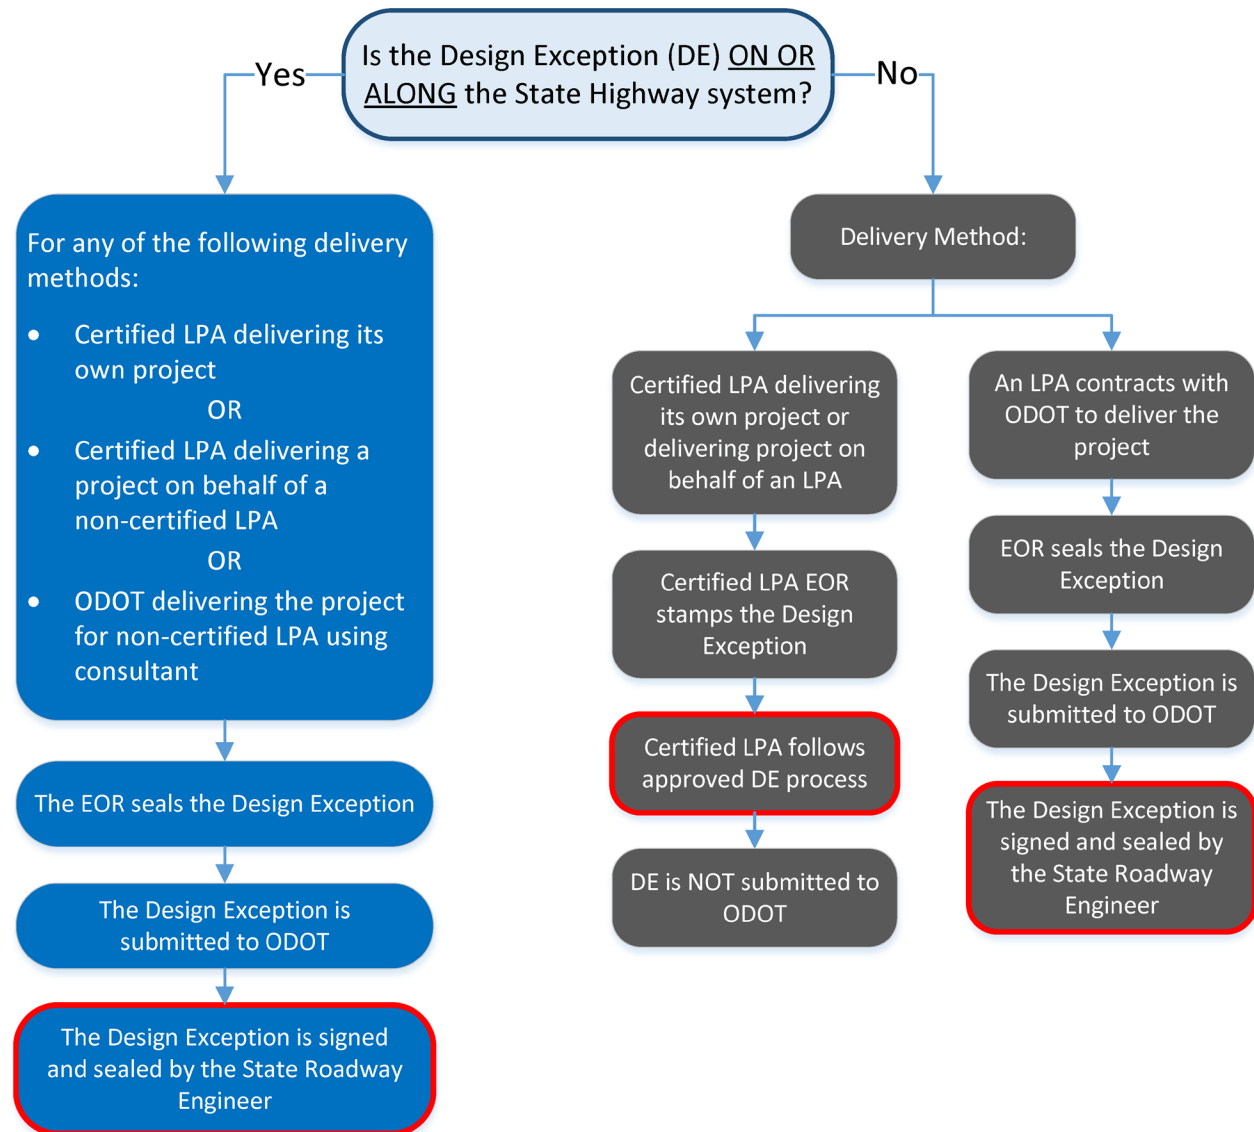 Is the Design Exception (DE) ON OR
ALONG the State Highway system?
Yes
No
For any of the following delivery
methods:
• Certified LPA delivering its
own project
OR
• Certified LPA delivering a
project on behalf of a
non-certified LPA
OR
• ODOT delivering the project
for non-certified LPA using
consultant
The EOR seals the Design Exception
The Design Exception is
submitted to ODOT
The Design Exception is signed
and sealed by the State Roadway
Engineer
Delivery Method:
Certified LPA delivering
its own project or
delivering project on
behalf of an LPA
Certified LPA EOR
stamps the Design
Exception
Certified LPA follows
approved DE process
DE is NOT submitted to
ODOT
An LPA contracts with
ODOT to deliver the
project
EOR seals the Design
Exception
The Design Exception is
submitted to ODOT
The Design Exception is
signed and sealed by
the State Roadway
Engineer